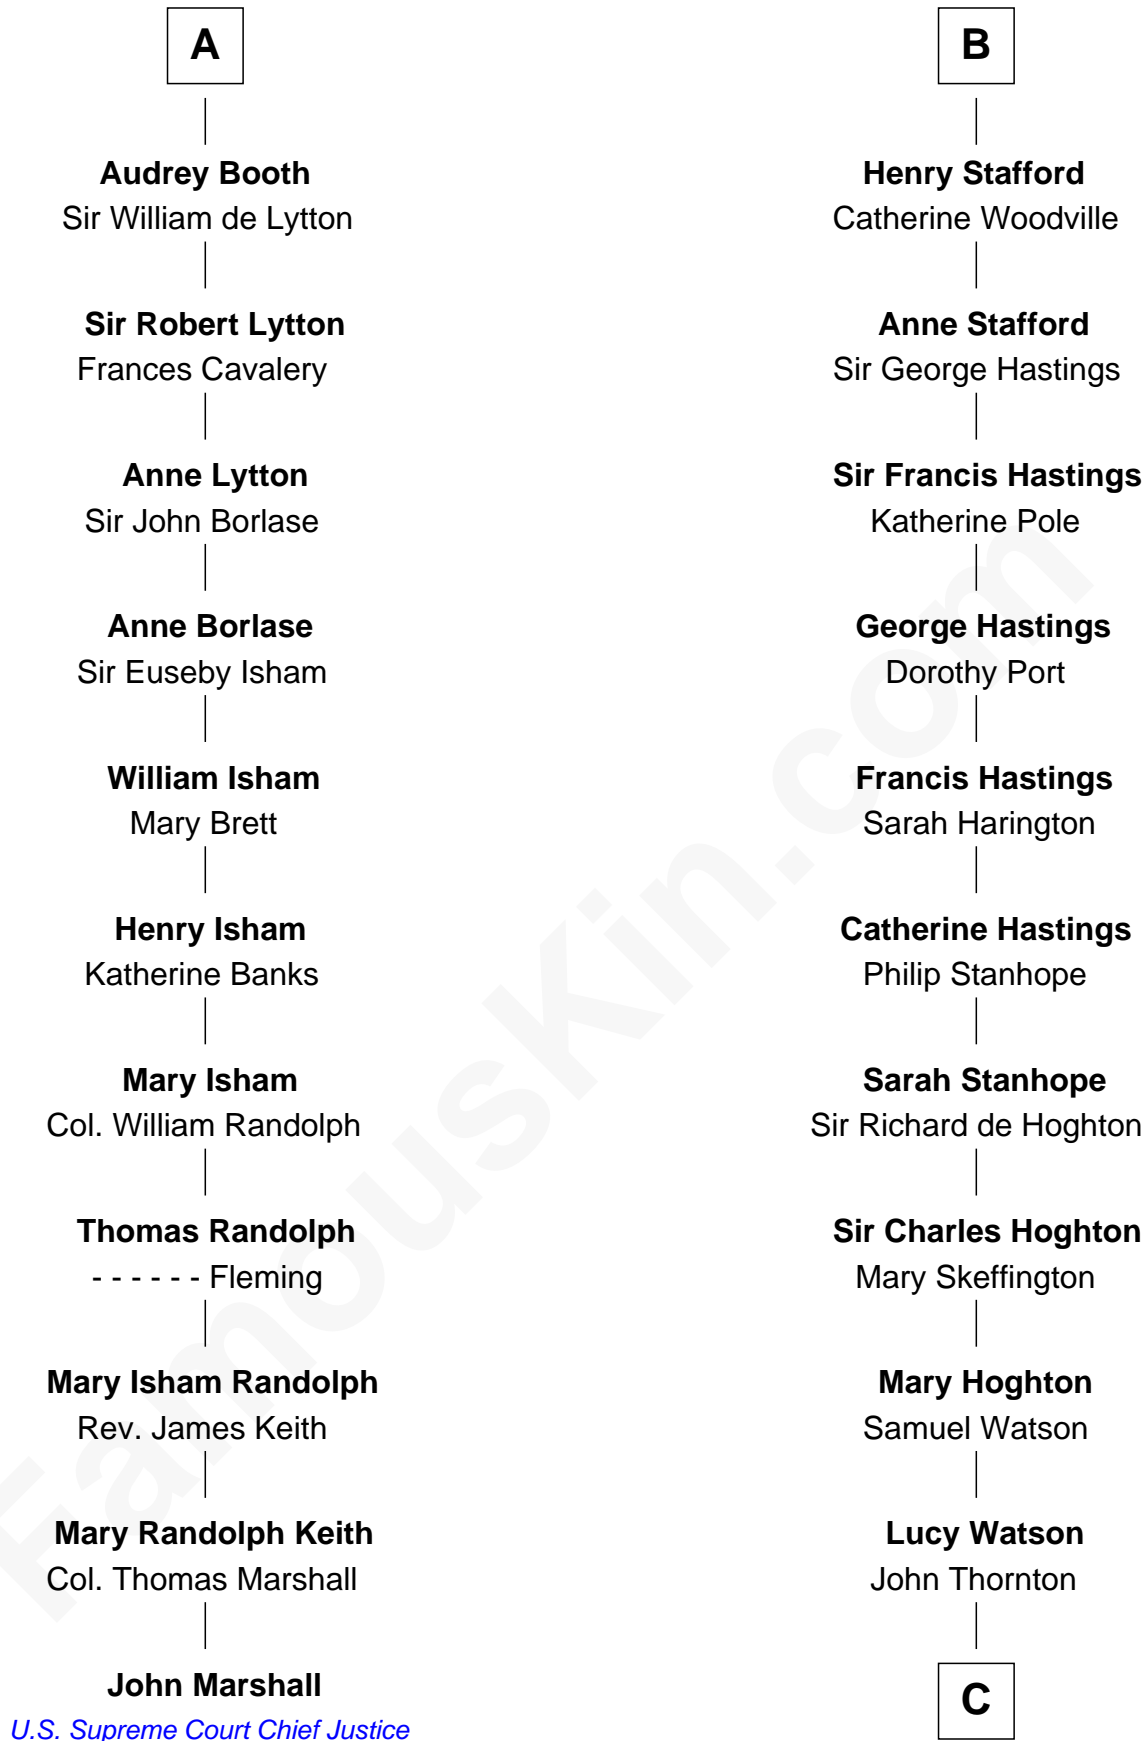 A
Audrey Booth
Sir William de Lytton
Sir Robert Lytton
Frances Cavalery
Anne Lytton
Sir John Borlase
Anne Borlase
Sir Euseby Isham
William Isham
Mary Brett
Henry Isham
Katherine Banks
Mary Isham
Col. William Randolph
Thomas Randolph
- - - - - - Fleming
Mary Isham Randolph
Rev. James Keith
Mary Randolph Keith
Col. Thomas Marshall
John Marshall
U.S. Supreme Court Chief Justice
B
Henry Stafford
Catherine Woodville
Anne Stafford
Sir George Hastings
Sir Francis Hastings
Katherine Pole
George Hastings
Dorothy Port
Francis Hastings
Sarah Harington
Catherine Hastings
Philip Stanhope
Sarah Stanhope
Sir Richard de Hoghton
Sir Charles Hoghton
Mary Skeffington
Mary Hoghton
Samuel Watson
Lucy Watson
John Thornton
C
FamousKin.com